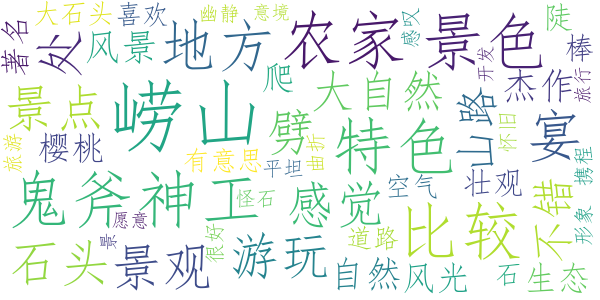 大石头
喜欢
幽静
意境
感叹
陡
著名
处
风景
地方
农家
景色
开发
棒
旅行
爬
大自然
山路
杰作
怀旧
景点
崂山
劈
特色
宴
旅游
樱桃
有意思
平坦
曲折
空气
壮观
携程
鬼斧神工
怪石
感觉
比较
不错
形象
愿意
景
很好
道路
石头
景观
游玩
自然
风光
石
生态